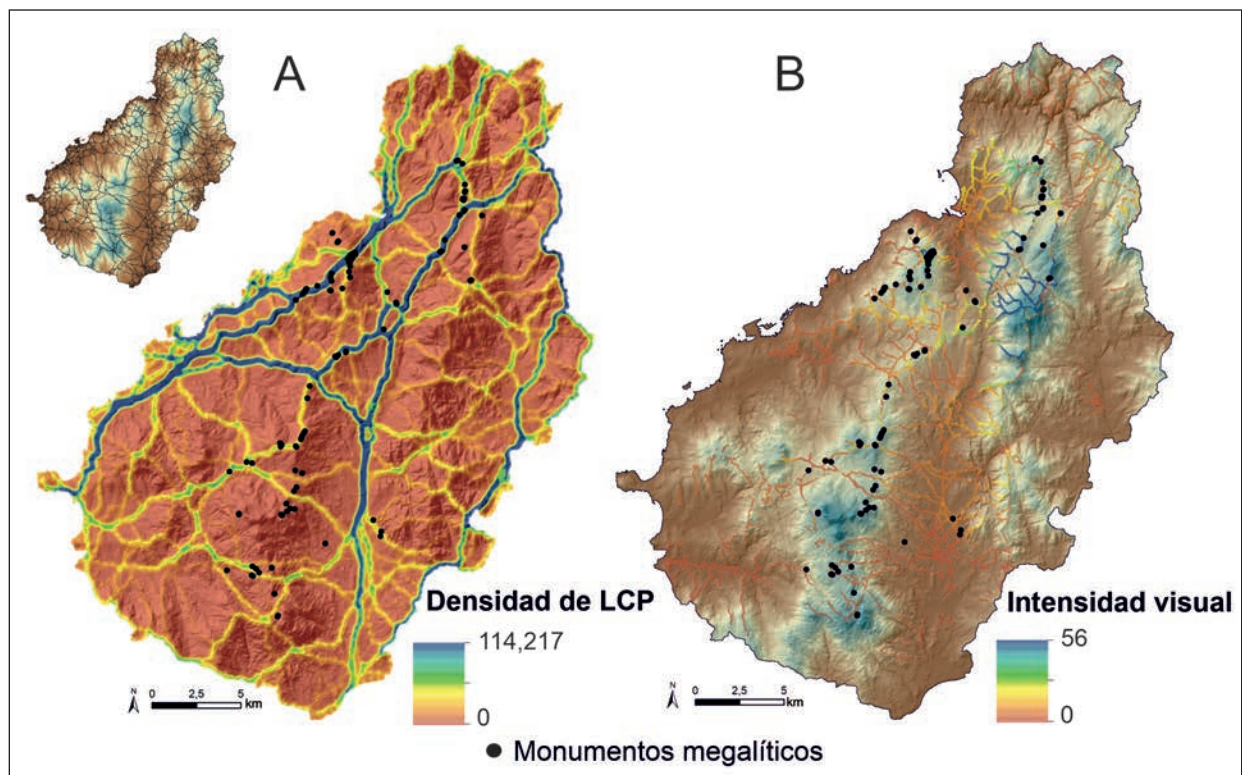 A
B
Densidad de LCP
114,217
0
Intensidad visual
56
0
N
0 2,5 5
km
N
0 2,5 5
km
Monumentos megalíticos